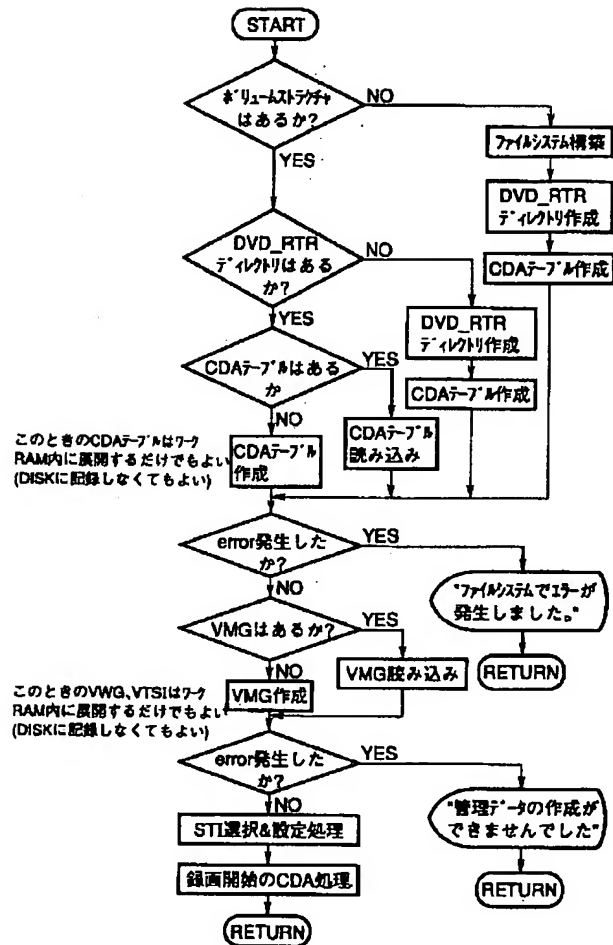 START
ボリュームストラクチャ
はあるか?
NO
YES
ファイルシステム構築
DVD_RTR
ディレクトリ作成
CDAテーブル作成
DVD_RTR
ディレクトリはある
か?
NO
YES
DVD_RTR
ディレクトリ作成
CDAテーブル作成
CDAテーブルはある
か
YES
NO
CDAテーブル
読み込み
このときのCDAテーブルはワーク
RAM内に展開するだけでもよい
(DISKに記録しなくてもよい)
CDAテーブル
作成
error発生した
か?
YES
NO
"ファイルシステムでエラーが
発生しました。"
RETURN
VMGはあるか?
YES
NO
VMG読み込み
このときのVWG、VTSIはワーク
RAM内に展開するだけでもよい
(DISKに記録しなくてもよい)
VMG作成
error発生した
か?
YES
NO
"管理データの作成が
できませんでした"
RETURN
STI選択&設定処理
録画開始のCDA処理
RETURN